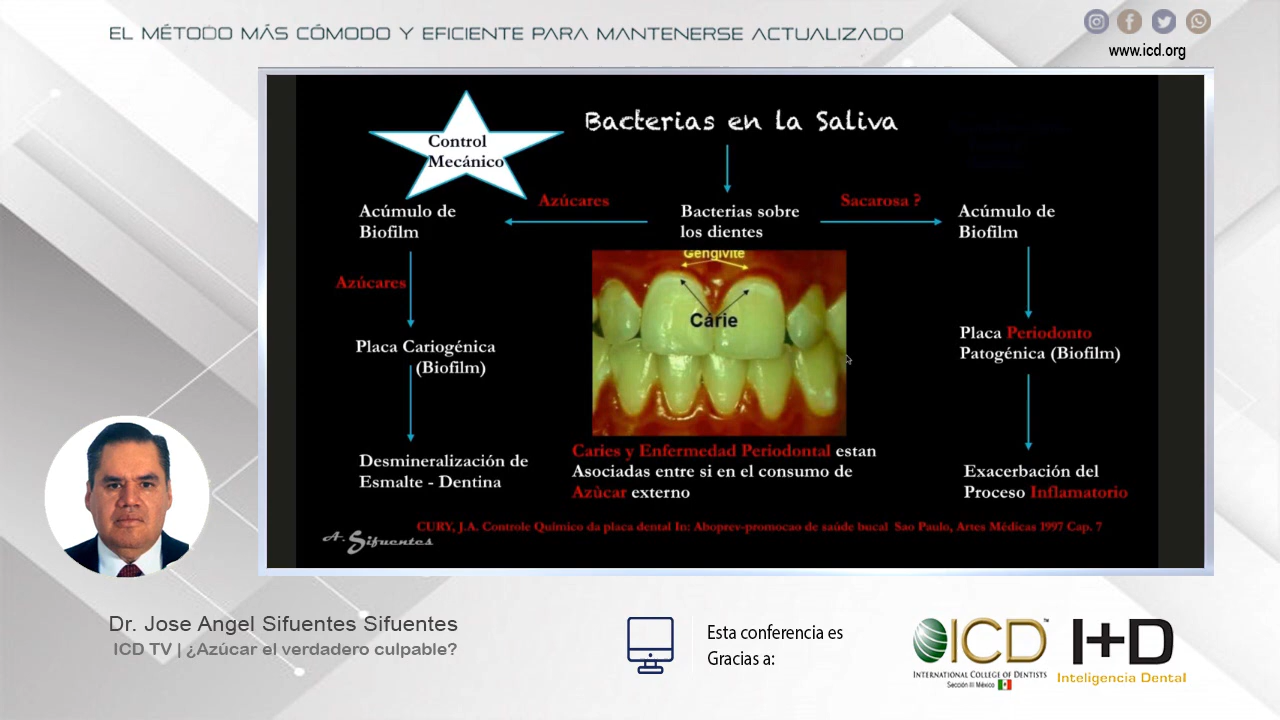 EL MÉTODO MÁS CÓMODO Y EFICIENTE PARA MANTENERSE ACTUALIZADO
www.icd.org
Control
Mecánico
Bacterias en la Saliva
Azúcares
Sacarosa ?
Acúmulo de
Biofilm
Bacterias sobre
los dientes
Acúmulo de
Biofilm
Gengivite
Cárie
Azúcares
Placa Cariogénica
(Biofilm)
Placa Periodonto
Patogénica (Biofilm)
Desmineralización de
Esmalte - Dentina
Caries y Enfermedad Periodontal estan
Asociadas entre si en el consumo de
Azùcar externo
Exacerbación del
Proceso Inflamatorio
CURY, J.A. Controle Químico da placa dental In: Aboprev-promocao de saúde bucal Sao Paulo, Artes Médicas 1997 Cap. 7
A. Sifuentes
Dr. Jose Angel Sifuentes Sifuentes
ICD TV | ¿Azúcar el verdadero culpable?
Esta conferencia es
Gracias a:
ICD™
INTERNATIONAL COLLEGE OF DENTISTS
Sección III México
I+D
Inteligencia Dental